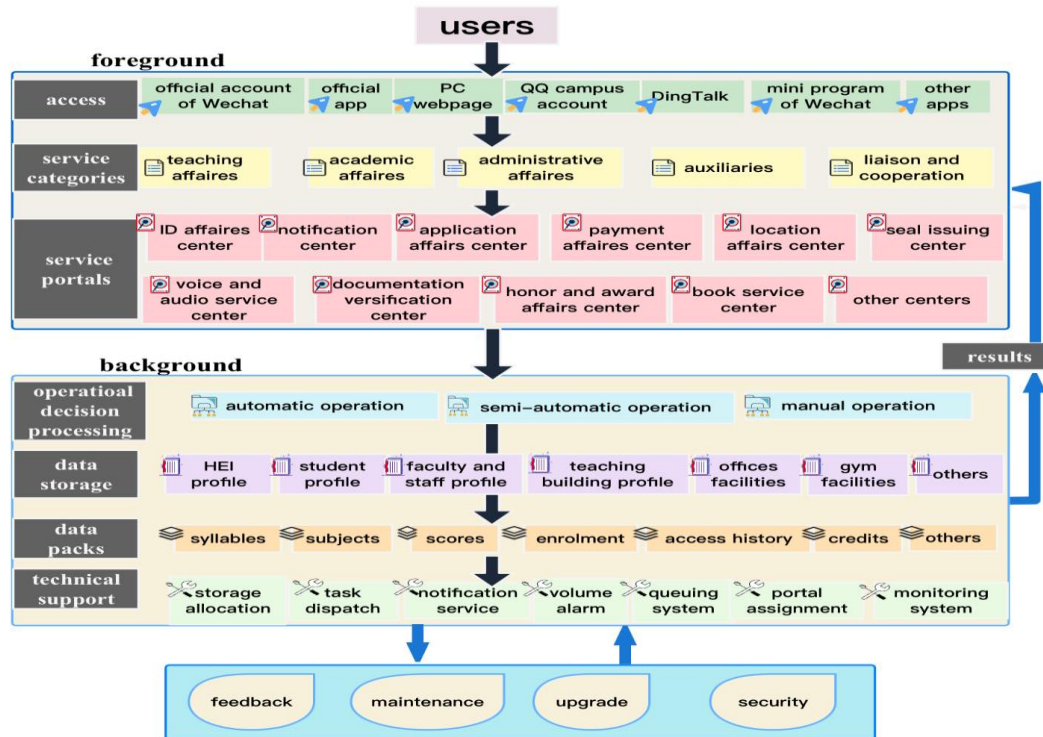 users
foreground
access
official account
of Wechat
official
app
PC
webpage
QQ campus
account
DingTalk
mini program
of Wechat
other
apps
service
categories
teaching
affaires
academic
affaires
administrative
affaires
auxiliaries
liaison and
cooperation
service
portals
ID affaires
center
notification
center
application
affairs center
payment
affaires center
location
affairs center
seal issuing
center
voice and
audio service
center
documentation
versification
center
honor and award
affairs center
book service
center
other centers
results
background
operatioal
decision
processing
automatic operation
semi-automatic operation
manual operation
data
storage
HEI
profile
student
profile
faculty and
staff profile
teaching
building profile
offices
facilities
gym
facilities
others
data
packs
syllables
subjects
scores
enrolment
access history
credits
others
technical
support
storage
allocation
task
dispatch
notification
service
volume
alarm
queuing
system
portal
assignment
monitoring
system
feedback
maintenance
upgrade
security